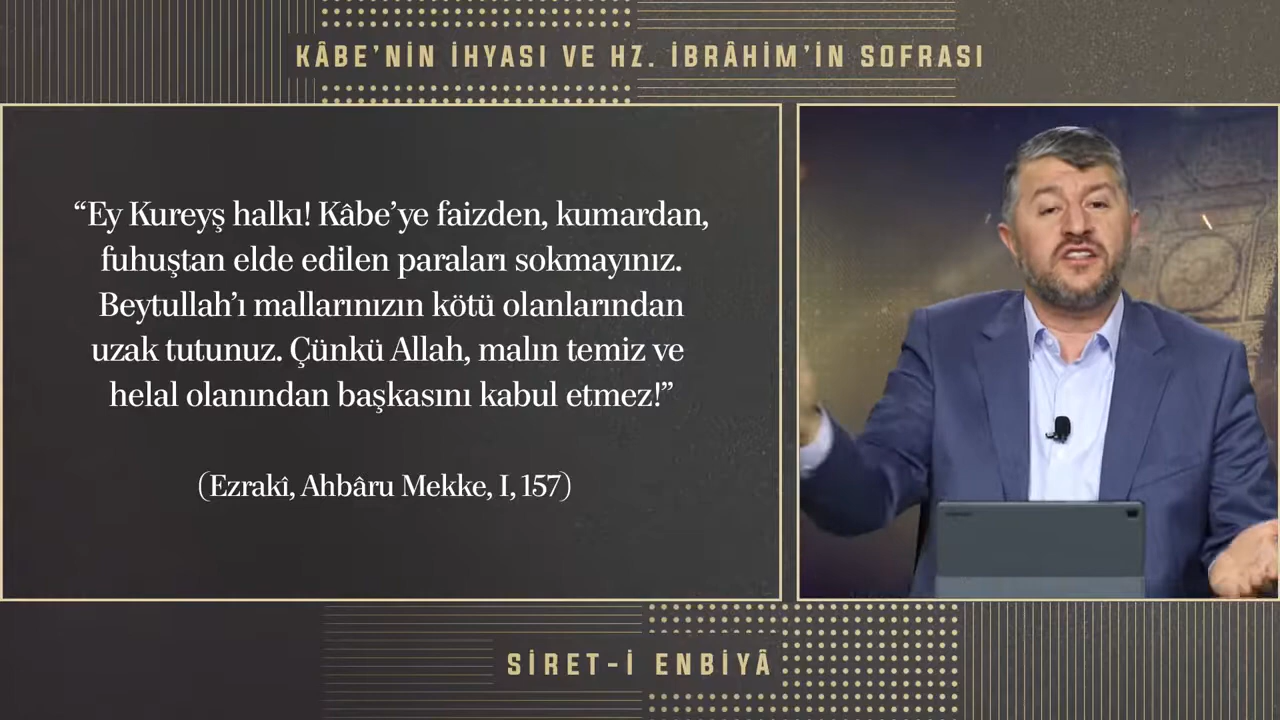 KÂBE'NİN İHYASI VE HZ. İBRÂHİM'İN SOFRASI
“Ey Kureyş halkı! Kâbe’ye faizden, kumardan,
fuhuştan elde edilen paraları sokmayınız.
Beytullah’ı mallarınızın kötü olanlarından
uzak tutunuz. Çünkü Allah, malın temiz ve
helal olanından başkasını kabul etmez!”
(Ezrakî, Ahbâru Mekke, I, 157)
SİRET-İ ENBİYÂ